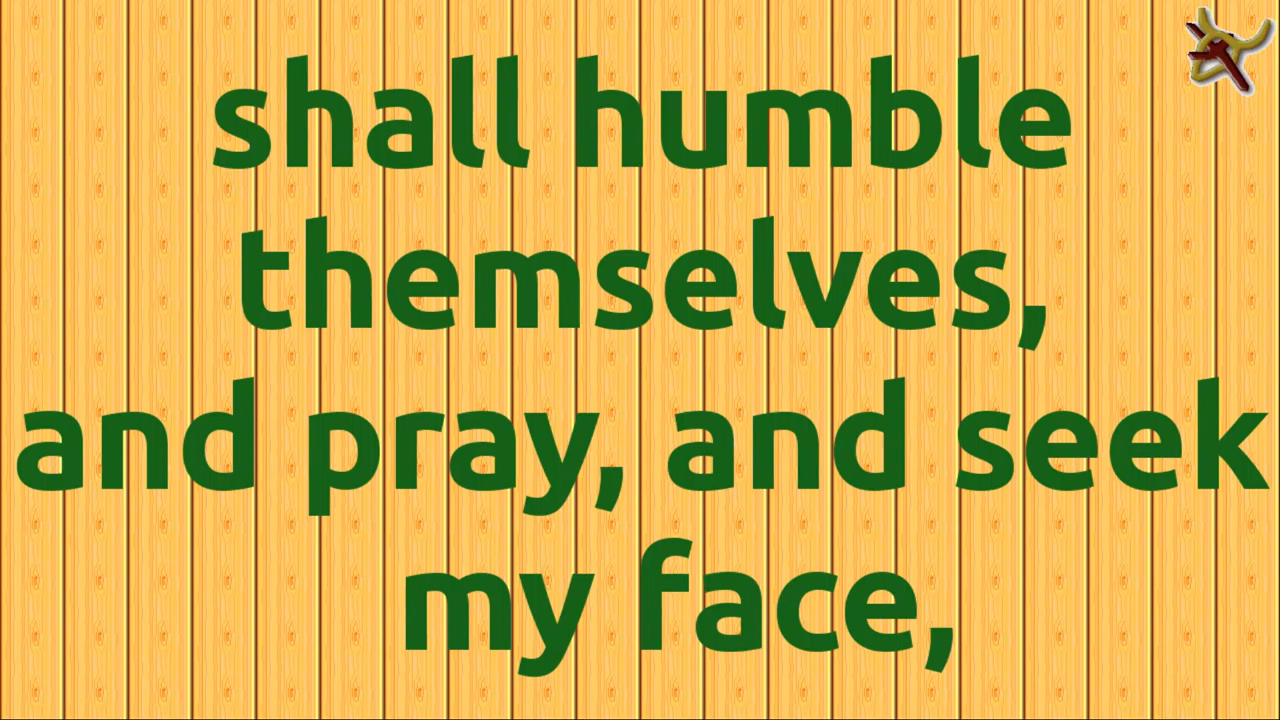 shall humble
themselves,
and pray, and seek
my face,